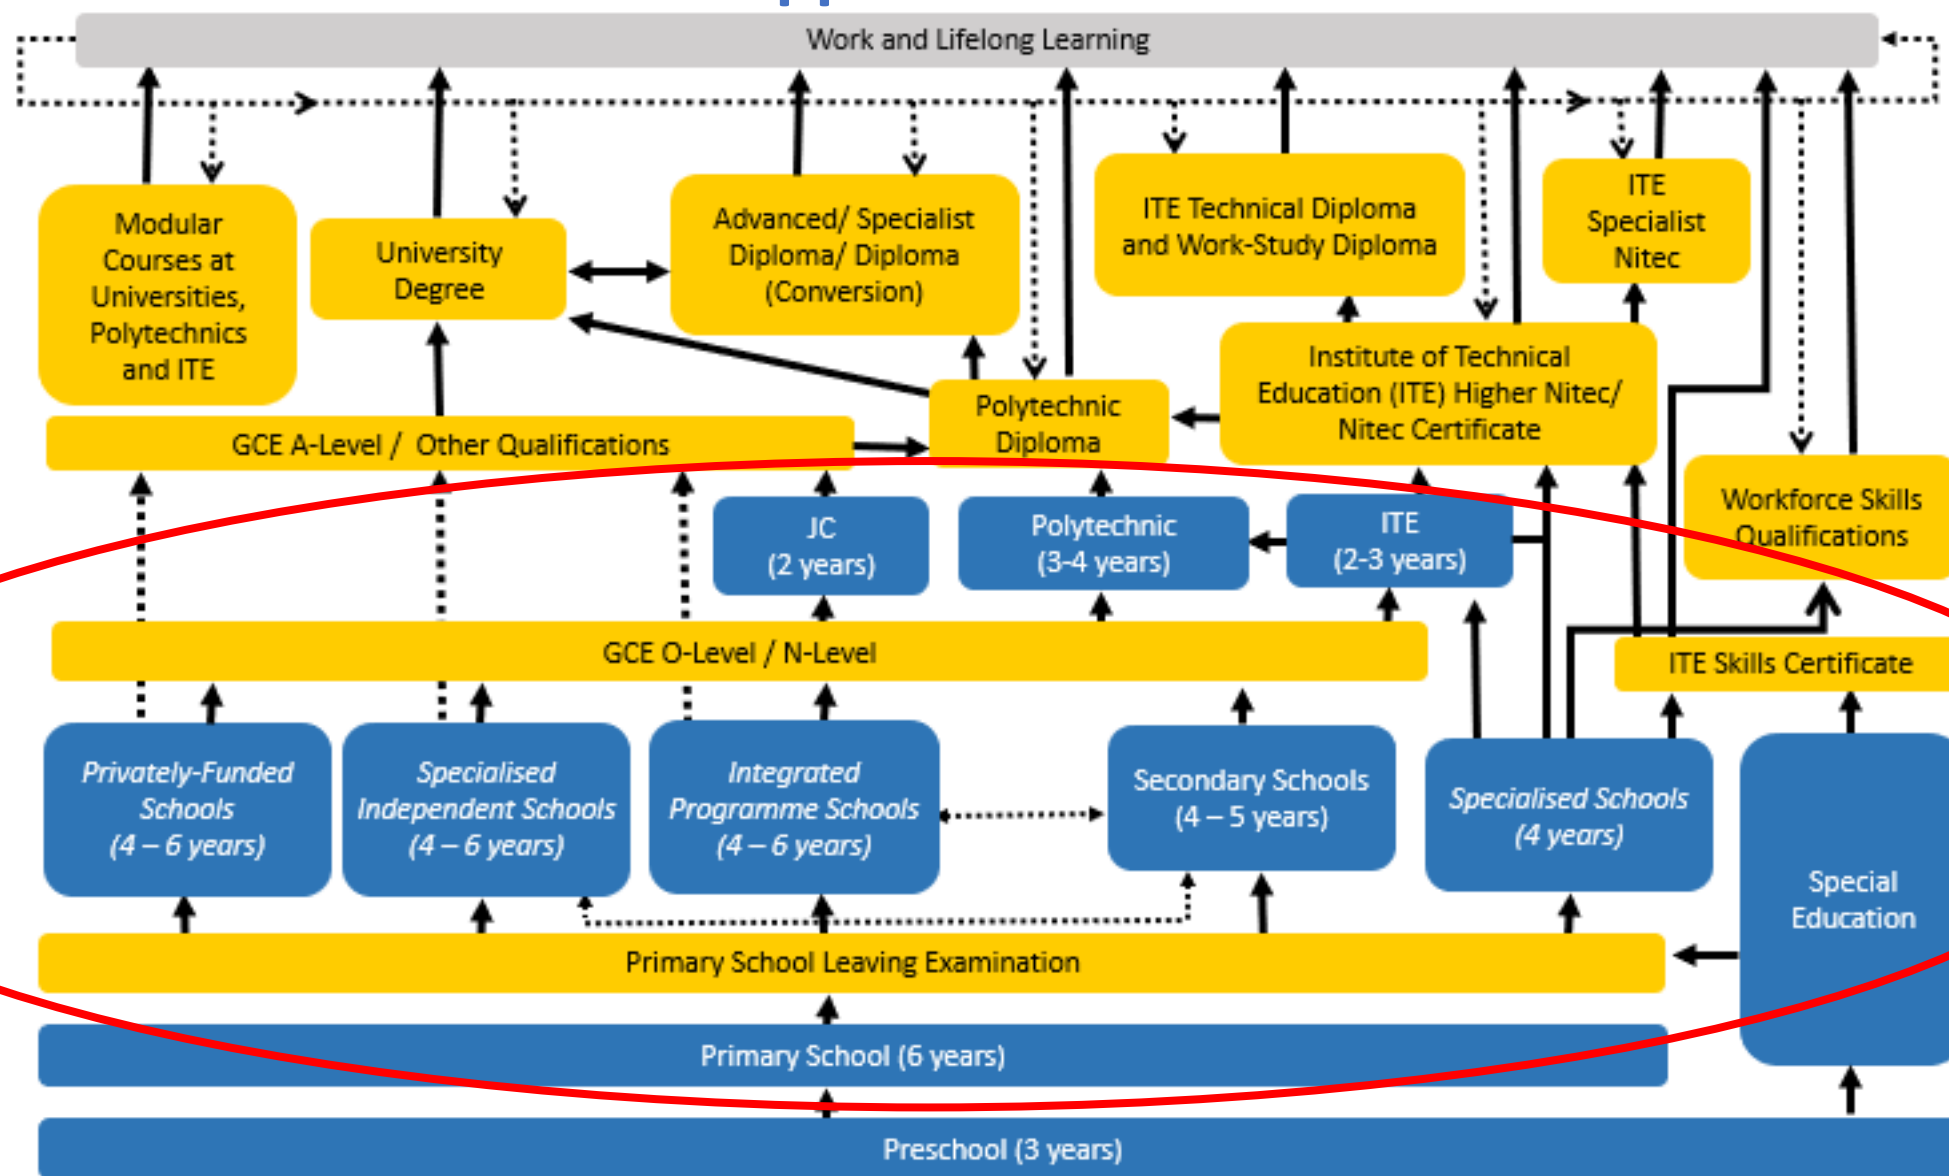 Work and Lifelong Learning
Modular
Courses at
Universities,
Polytechnics
and ITE
University
Degree
Advanced/ Specialist
Diploma/ Diploma
(Conversion)
ITE Technical Diploma
and Work-Study Diploma
ITE
Specialist
Nitec
Polytechnic
Diploma
Institute of Technical
Education (ITE) Higher Nitec/
Nitec Certificate
GCE A-Level / Other Qualifications
Workforce Skills
Qualifications
JC
(2 years)
Polytechnic
(3-4 years)
ITE
(2-3 years)
GCE O-Level / N-Level
ITE Skills Certificate
Privately-Funded
Schools
(4 – 6 years)
Specialised
Independent Schools
(4 – 6 years)
Integrated
Programme Schools
(4 – 6 years)
Secondary Schools
(4 – 5 years)
Specialised Schools
(4 years)
Special
Education
Primary School Leaving Examination
Primary School (6 years)
Preschool (3 years)